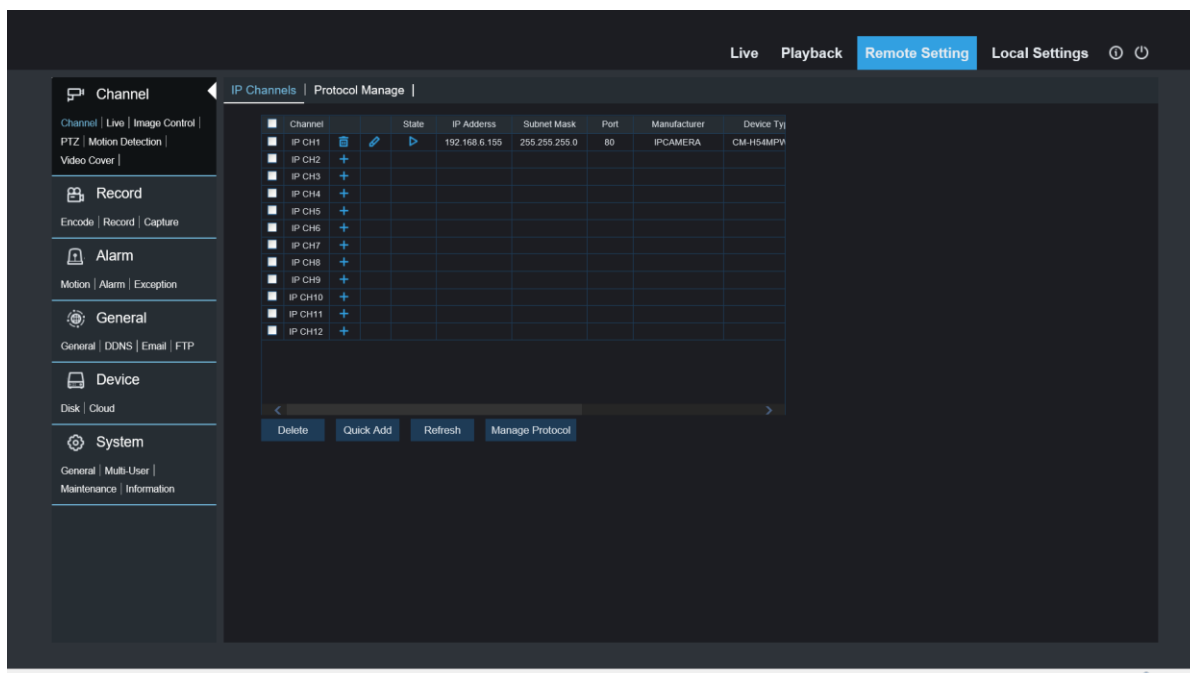 Live Playback Remote Setting Local Settings
Channel
Channel | Live | Image Control |
PTZ | Motion Detection |
Video Cover |
Record
Encode | Record | Capture
Alarm
Motion | Alarm | Exception
General
General | DDNS | Email | FTP
Device
Disk | Cloud
System
General | Multi-User |
Maintenance | Information
IP Channels | Protocol Manage |
Channel State IP Adderss Subnet Mask Port Manufacturer Device Ty
IP CH1 192.168.6.155 255.255.255.0 80 IPCAMERA CM-H54MPW
IP CH2
IP CH3
IP CH4
IP CH5
IP CH6
IP CH7
IP CH8
IP CH9
IP CH10
IP CH11
IP CH12
Delete Quick Add Refresh Manage Protocol